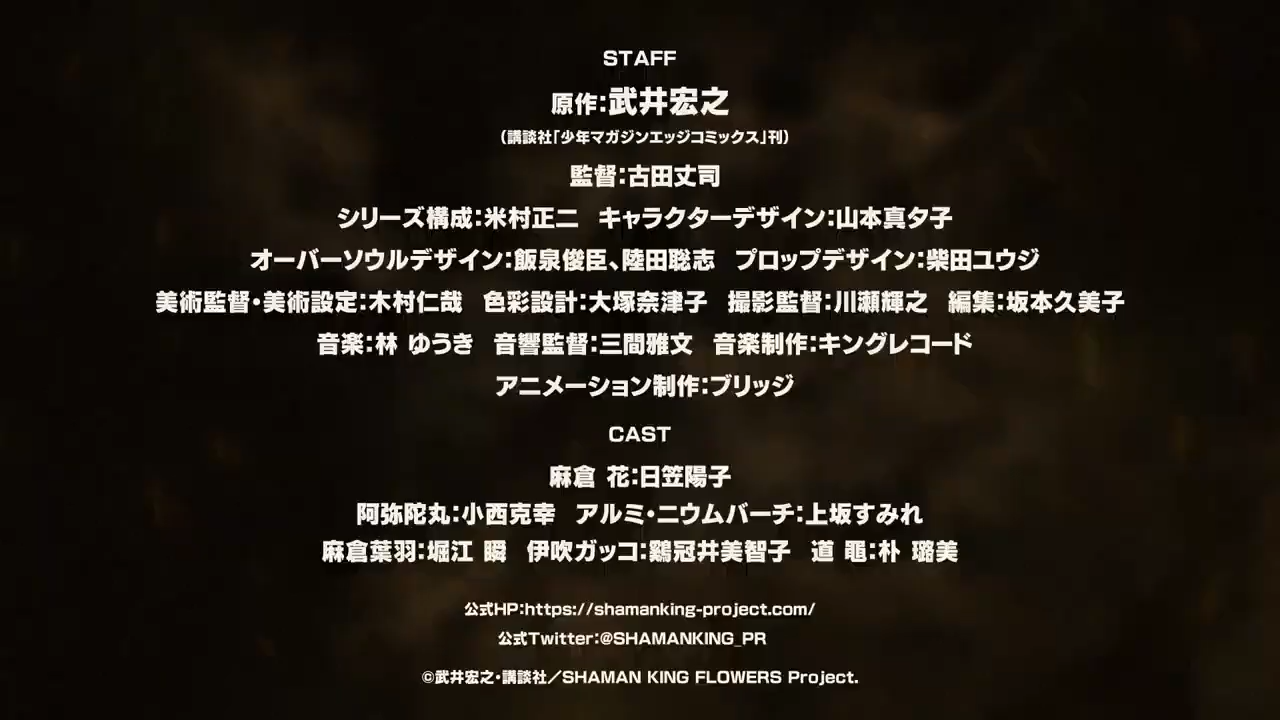 STAFF
原作:武井宏之
(講談社「少年マガジンエッジコミックス」刊)
監督:古田丈司
シリーズ構成:米村正二 キャラクターデザイン:山本真夕子
オーバーソウルデザイン:飯泉俊臣、陸田聡志 プロップデザイン:柴田ユウジ
美術監督・美術設定:木村仁哉 色彩設計:大塚奈津子 撮影監督:川瀬輝之 編集:坂本久美子
音楽:林 ゆうき 音響監督:三間雅文 音楽制作:キングレコード
アニメーション制作:ブリッジ
CAST
麻倉 花:日笠陽子
阿弥陀丸:小西克幸 アルミ・ニウムバーチ:上坂すみれ
麻倉葉羽:堀江 瞬 伊吹ガッコ:鷄冠井美智子 道 黽:朴 璐美
公式HP:https://shamanking-project.com/
公式Twitter:@SHAMANKING_PR
©武井宏之・講談社／SHAMAN KING FLOWERS Project.